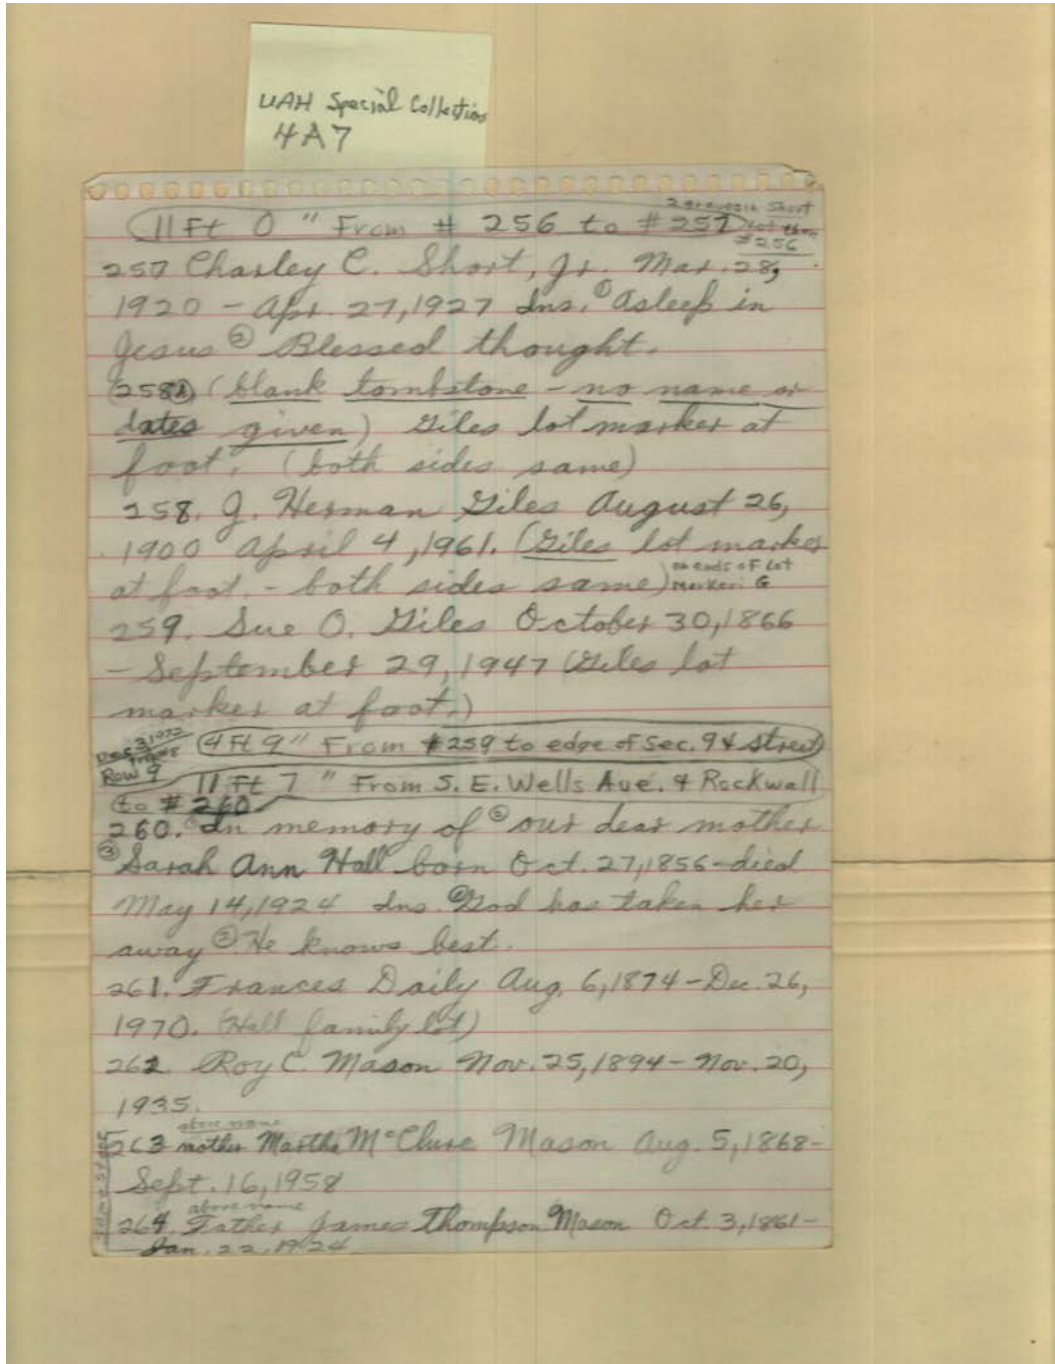 UAH Special Collections
4A7
2 graves in Short
lot then
#256
11 Ft 0" From # 256 to #257
257 Charley C. Short, Jr. Mar. 28,
1920 - Apr. 27, 1927 Ins. ① Asleep in
Jesus ② Blessed thought.
(258A) (blank tombstone - no name or
dates given) Giles lot marker at
foot. (both sides same)
258. J. Herman Giles August 26,
1900 April 4, 1961. (Giles lot marker
at foot. - both sides same) on ends of Lot
marker: G
259. Sue O. Giles October 30, 1866
- September 29, 1947 (Giles lot
marker at foot.)
Dec 3 1972
4 Ft 9" From #259 to edge of Sec. 9 & street
Row 9
11 Ft 7" From S. E. Wells Ave. & Rockwall
to # 260
260. ① In memory of ② our dear mother
③ Sarah Ann Hall born Oct. 27, 1856 - died
May 14, 1924 Ins. ① God has taken her
away ② He knows best.
261. Frances Daily Aug. 6, 1874 - Dec. 26,
1970. (Hall family lot)
262. Roy C. Mason Nov. 25, 1894 - Nov. 20,
1935.
above name
263 mother Martha McClure Mason Aug. 5, 1868 -
Sept. 16, 1958
above name
264. Father James Thompson Mason Oct. 3, 1861 -
Jan. 22, 1924